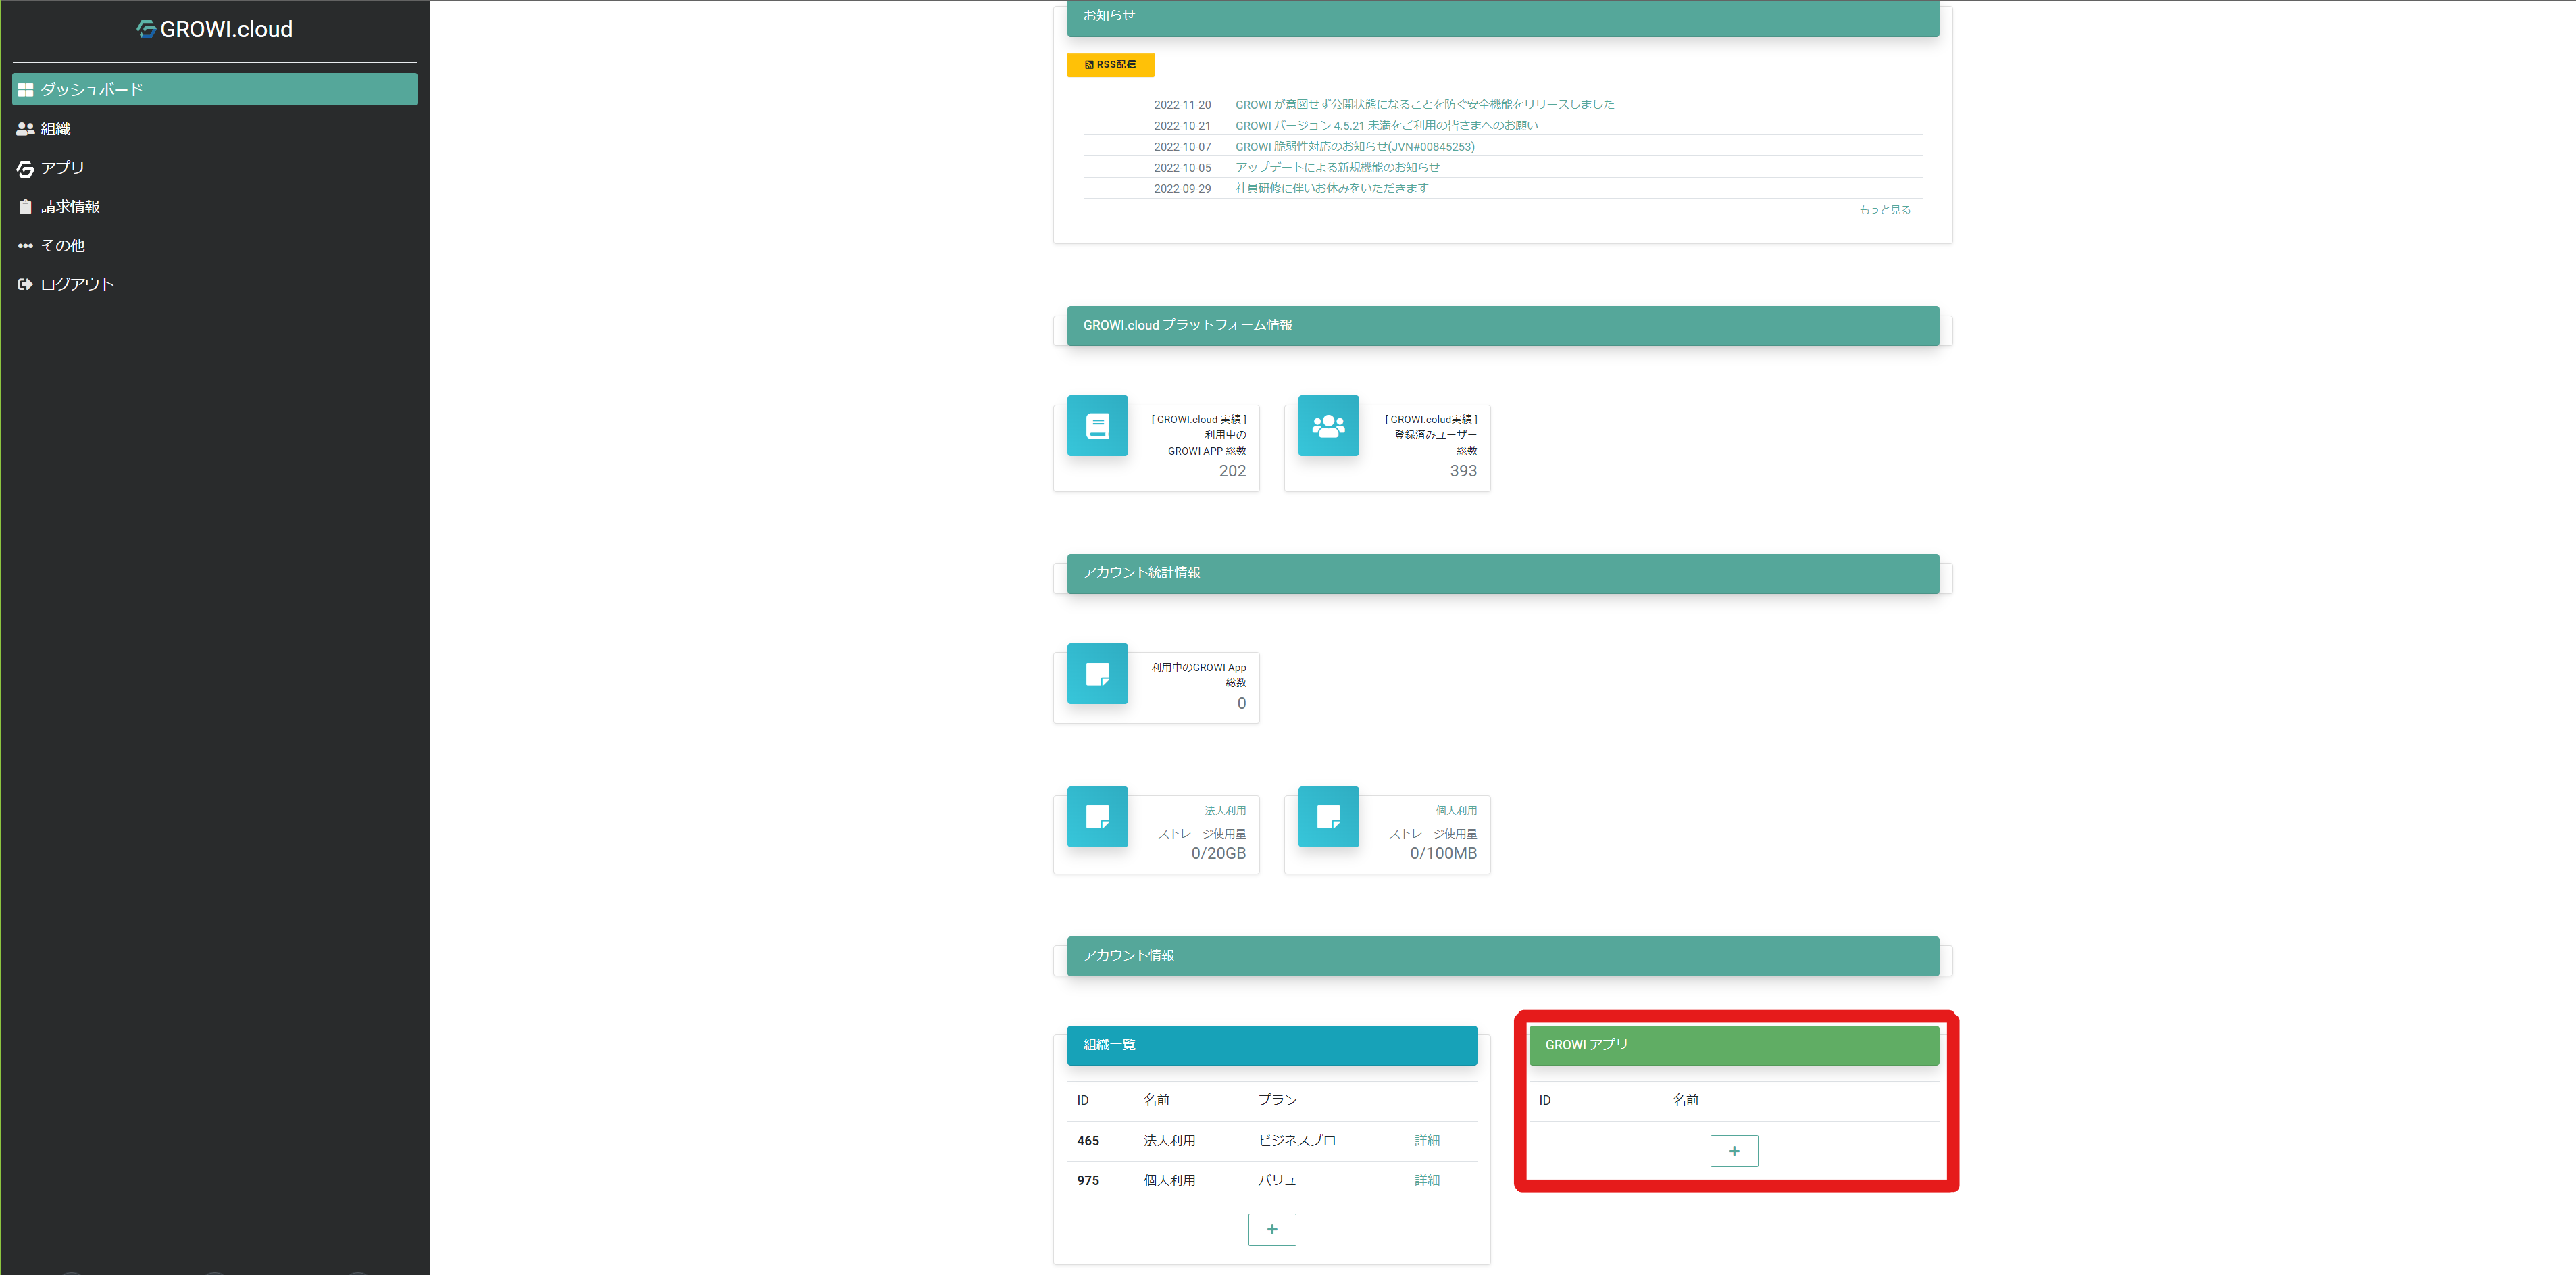 GROWI.cloud
ダッシュボード
組織
アプリ
請求情報
その他
ログアウト
お知らせ
RSS配信
2022-11-20 GROWI が意図せず公開状態になることを防ぐ安全機能をリリースしました
2022-10-21 GROWI バージョン 4.5.21 未満をご利用の皆さまへのお願い
2022-10-07 GROWI 脆弱性対応のお知らせ(JVN#00845253)
2022-10-05 アップデートによる新規機能のお知らせ
2022-09-29 社員研修に伴いお休みをいただきます
もっと見る
GROWI.cloud プラットフォーム情報
[ GROWI.cloud 実績 ]
利用中の
GROWI APP 総数
202
[ GROWI.colud実績 ]
登録済みユーザー
総数
393
アカウント統計情報
利用中のGROWI App
総数
0
法人利用
ストレージ使用量
0/20GB
個人利用
ストレージ使用量
0/100MB
アカウント情報
組織一覧
ID 名前 プラン
465 法人利用 ビジネスプロ 詳細
975 個人利用 バリュー 詳細
+
GROWI アプリ
ID 名前
+